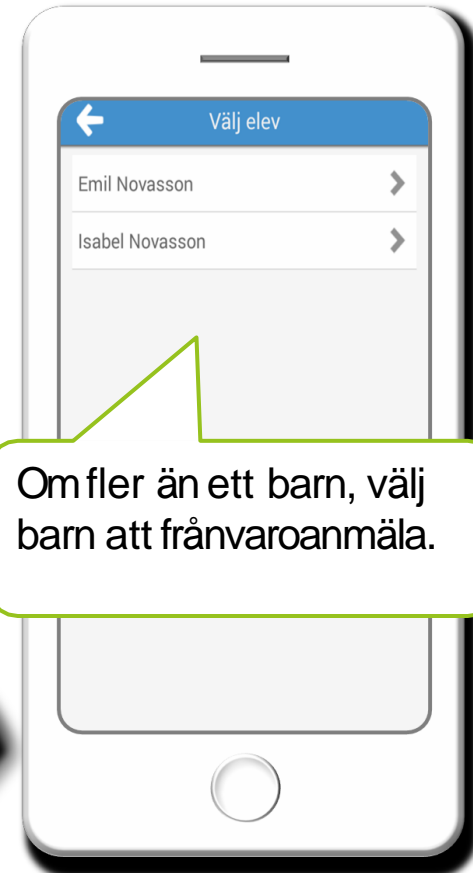 Välj elev
Emil Novasson
Isabel Novasson
Om fler än ett barn, välj
barn att frånvaroanmäla.